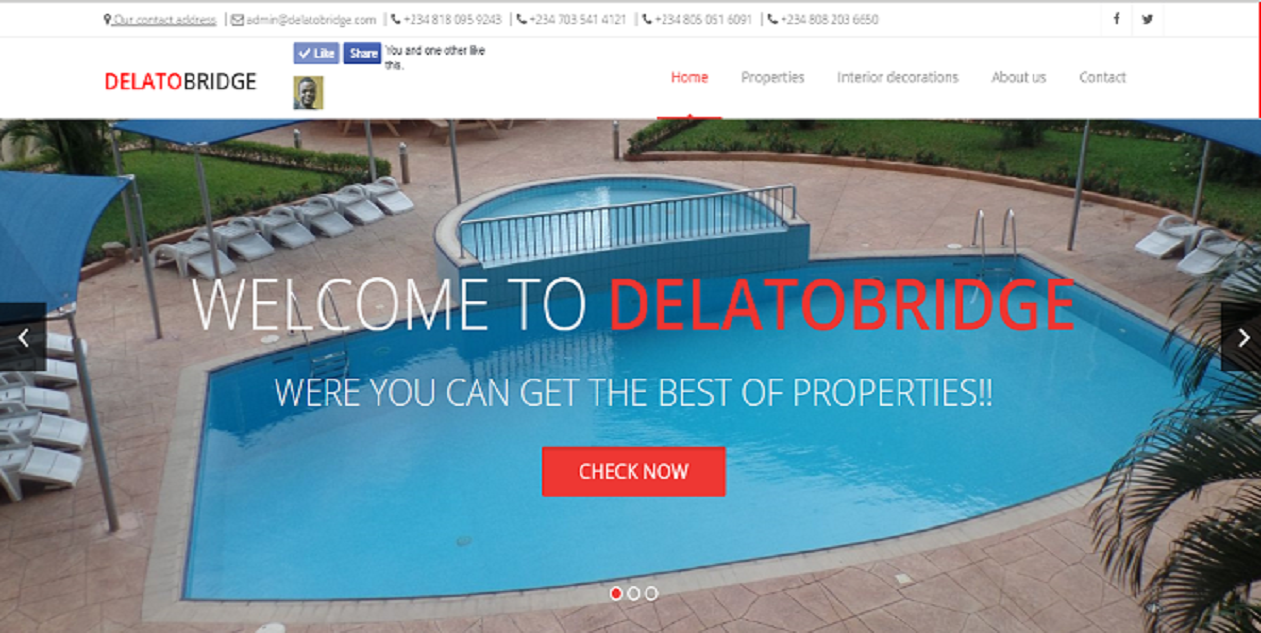 Our contact address | admin@delatobridge.com | +234 818 095 9243 | +234 703 541 4121 | +234 805 051 6091 | +234 808 203 6650
Like Share You and one other like
this.
DELATOBRIDGE
Home Properties Interior decorations About us Contact
WELCOME TO DELATOBRIDGE
WERE YOU CAN GET THE BEST OF PROPERTIES!!
CHECK NOW